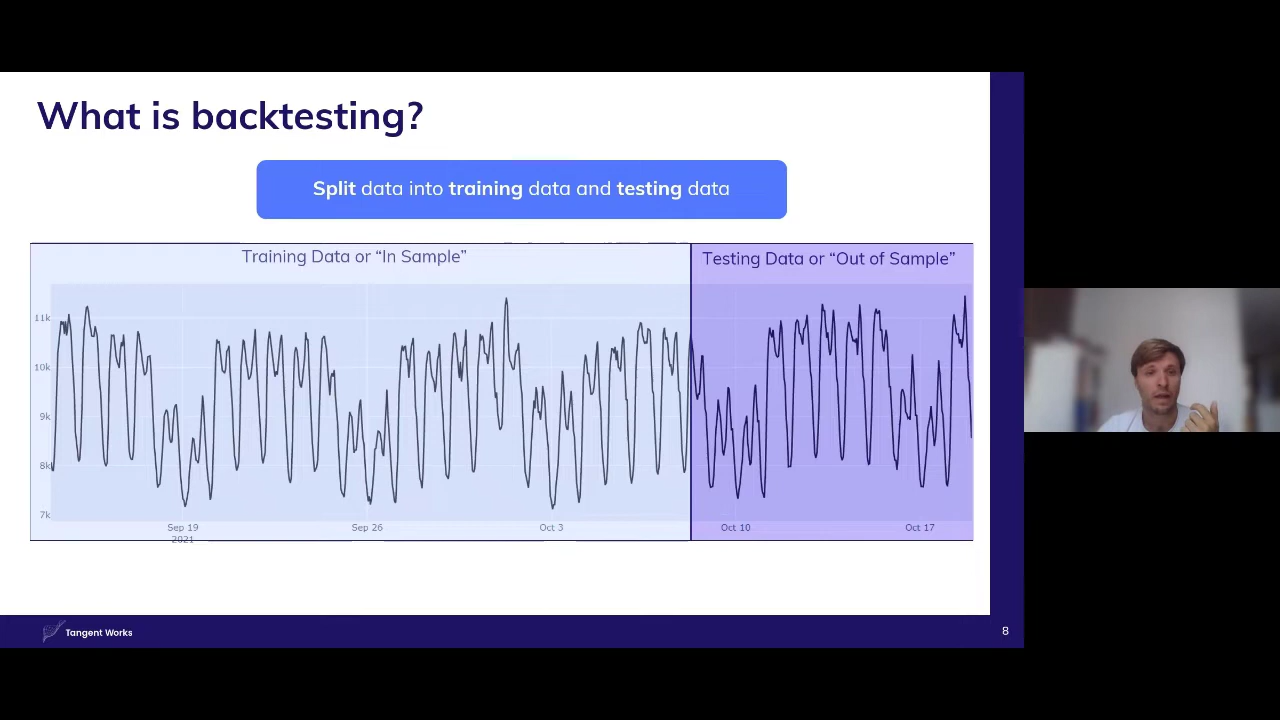 What is backtesting?
Split data into training data and testing data
Training Data or “In Sample”
Testing Data or “Out of Sample”
11k
10k
9k
8k
7k
Sep 19
2021
Sep 26
Oct 3
Oct 10
Oct 17
Tangent Works
8